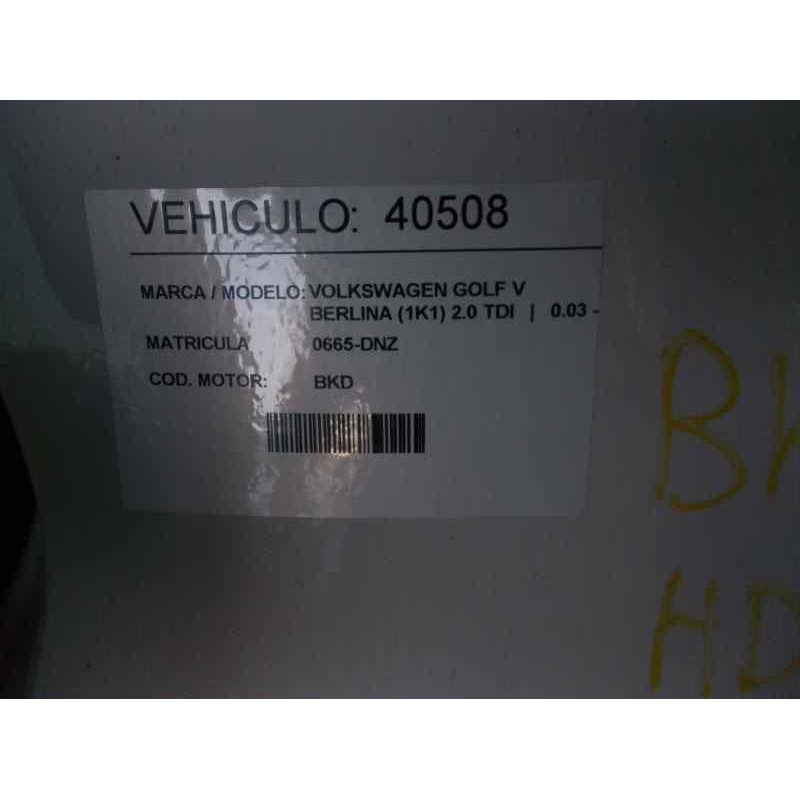 VEHICULO: 40508
MARCA / MODELO: VOLKSWAGEN GOLF V
BERLINA (1K1) 2.0 TDI | 0.03 -
MATRICULA 0665-DNZ
COD. MOTOR: BKD
HD